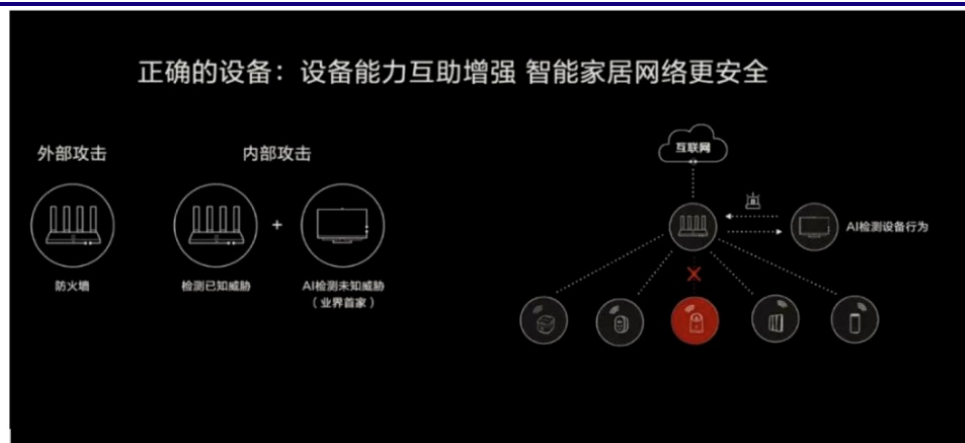 正确的设备：设备能力互助增强 智能家居网络更安全
外部攻击
内部攻击
防火墙
检测已知威胁
+
AI检测未知威胁
（业界首家）
互联网
AI检测设备行为